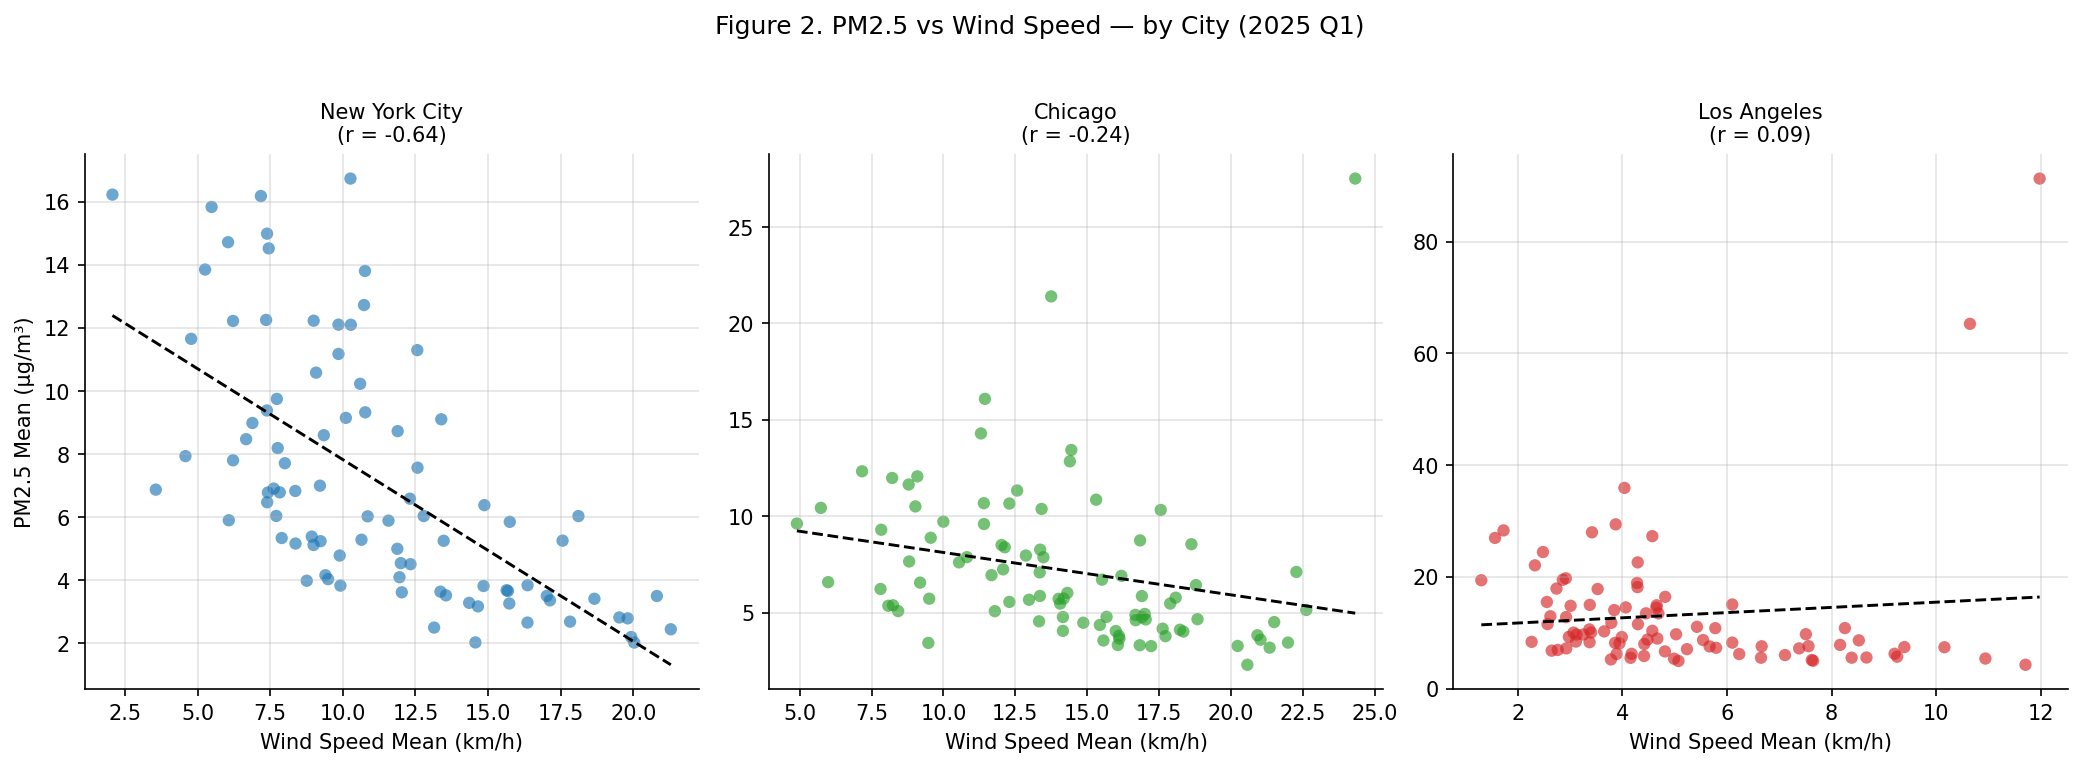 Figure 2. PM2.5 vs Wind Speed — by City (2025 Q1)
New York City
(r = -0.64)
PM2.5 Mean (µg/m³)
16
14
12
10
8
6
4
2
2.5 5.0 7.5 10.0 12.5 15.0 17.5 20.0
Wind Speed Mean (km/h)
Chicago
(r = -0.24)
25
20
15
10
5
5.0 7.5 10.0 12.5 15.0 17.5 20.0 22.5 25.0
Wind Speed Mean (km/h)
Los Angeles
(r = 0.09)
80
60
40
20
0
2 4 6 8 10 12
Wind Speed Mean (km/h)